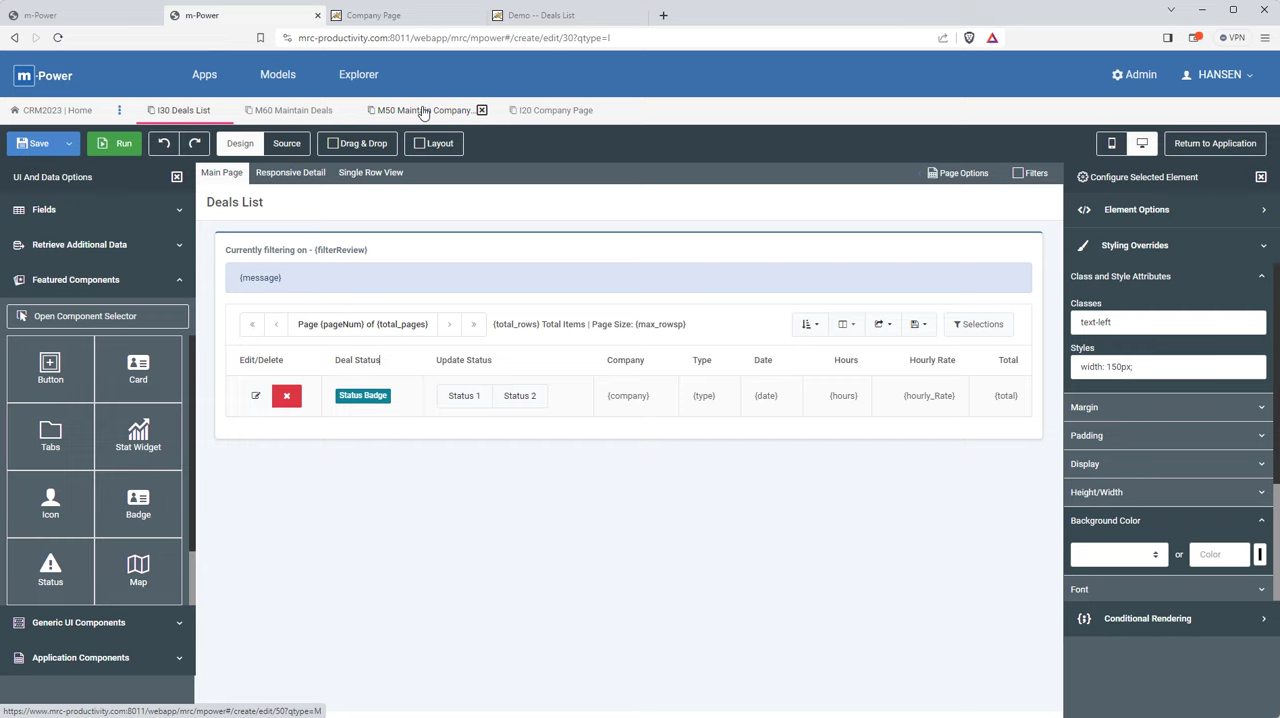 m-Power
m-Power
Company Page
Demo -- Deals List
mrc-productivity.com:8011/webapp/mrc/mpower#/create/edit/30?qtype=I
VPN
m-Power
Apps
Models
Explorer
Admin
HANSEN
CRM2023 | Home
I30 Deals List
M60 Maintain Deals
M50 Maintain Company...
I20 Company Page
Save
Run
Design
Source
Drag & Drop
Layout
Return to Application
UI And Data Options
Main Page
Responsive Detail
Single Row View
Page Options
Filters
Configure Selected Element
Fields
Retrieve Additional Data
Featured Components
Open Component Selector
Button
Card
Tabs
Stat Widget
Icon
Badge
Status
Map
Generic UI Components
Application Components
Deals List
Currently filtering on - {filterReview}
{message}
«
‹
Page {pageNum} of {total_pages}
›
»
{total_rows} Total Items | Page Size: {max_rowsp}
Selections
Edit/Delete
Deal Status
Update Status
Company
Type
Date
Hours
Hourly Rate
Total
Status Badge
Status 1
Status 2
{company}
{type}
{date}
{hours}
{hourly_Rate}
{total}
Element Options
Styling Overrides
Class and Style Attributes
Classes
text-left
Styles
width: 150px;
Margin
Padding
Display
Height/Width
Background Color
or
Color
Font
Conditional Rendering
https://www.mrc-productivity.com:8011/webapp/mrc/mpower#/create/edit/50?qtype=M